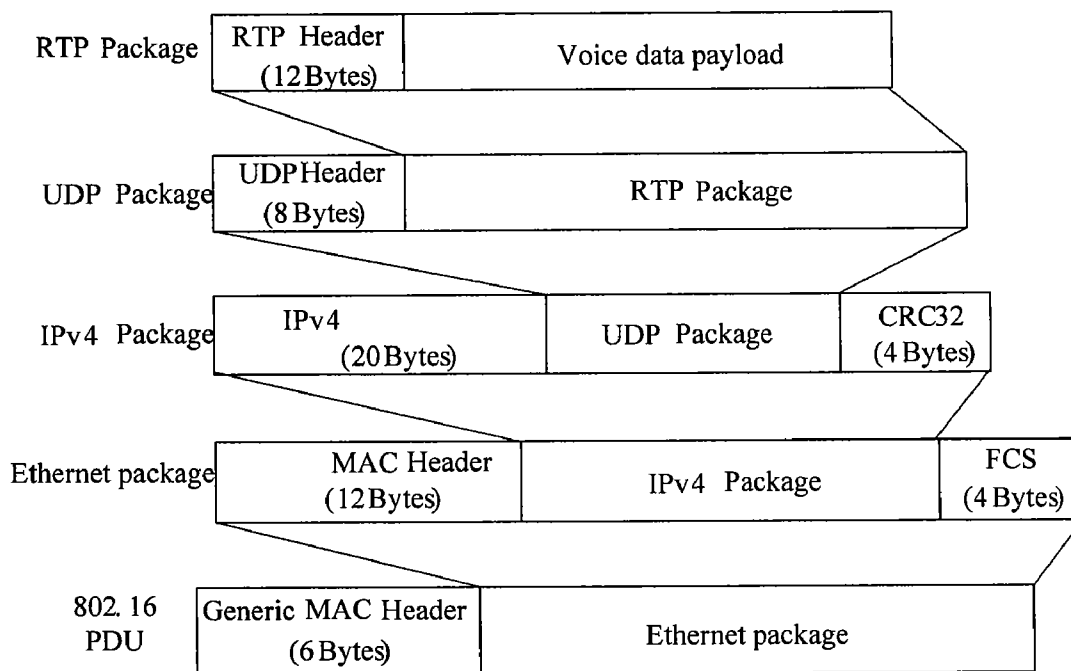 RTP Package
RTP Header
(12Bytes)
Voice data payload
UDP Package
UDPHeader
(8Bytes)
RTP Package
IPv4 Package
IPv4
(20Bytes)
UDP Package
CRC32
(4Bytes)
Ethernet package
MAC Header
(12Bytes)
IPv4 Package
FCS
(4Bytes)
802.16
PDU
Generic MAC Header
(6Bytes)
Ethernet package